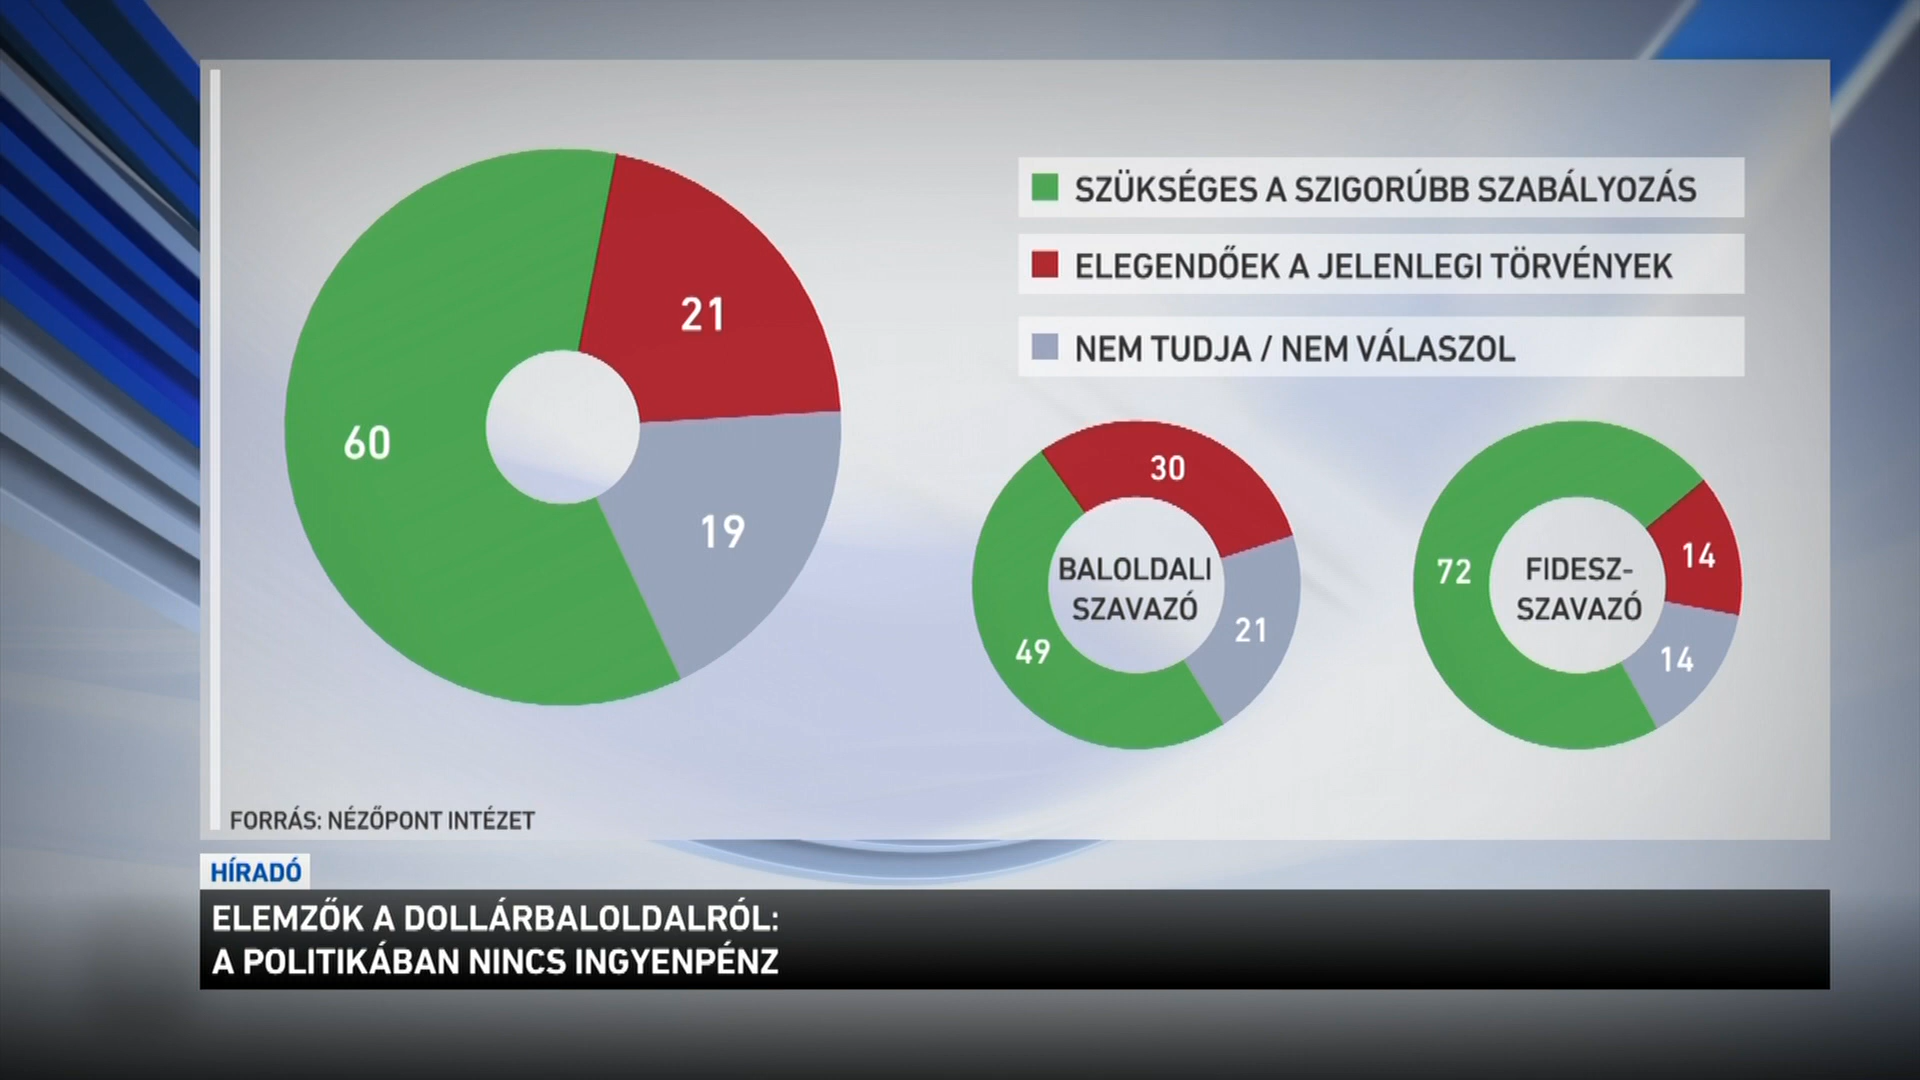 SZÜKSÉGES A SZIGORÚBB SZABÁLYOZÁS
ELEGENDŐEK A JELENLEGI TÖRVÉNYEK
NEM TUDJA / NEM VÁLASZOL
21
60
19
30
BALOLDALI
SZAVAZÓ
21
49
72
FIDESZ-
SZAVAZÓ
14
14
FORRÁS: NÉZŐPONT INTÉZET
HÍRADÓ
ELEMZŐK A DOLLÁRBALOLDALRÓL:
A POLITIKÁBAN NINCS INGYENPÉNZ